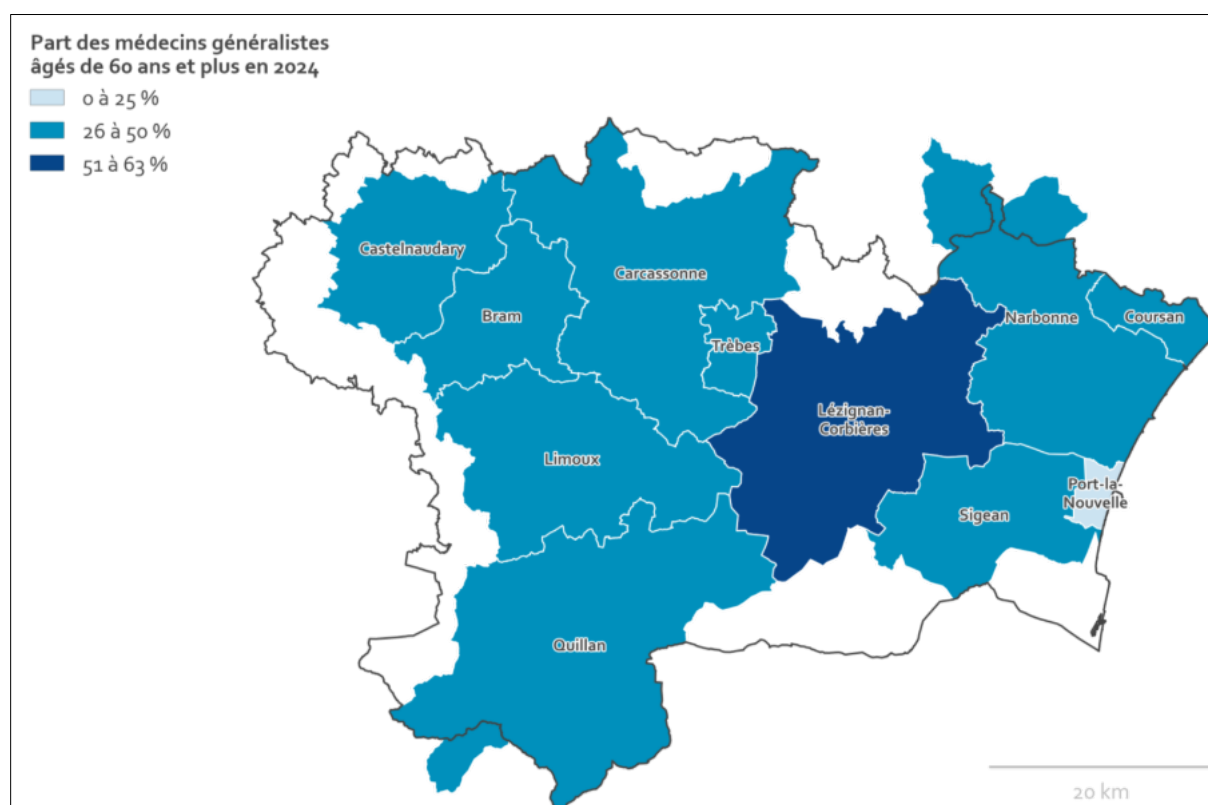 Part des médecins généralistes
âgés de 60 ans et plus en 2024
0 à 25 %
26 à 50 %
51 à 63 %
Castelnaudary
Carcassonne
Bram
Narbonne
Coursan
Trèbes
Lézignan-
Corbières
Limoux
Port-la-
Nouvelle
Sigean
Quillan
20 km